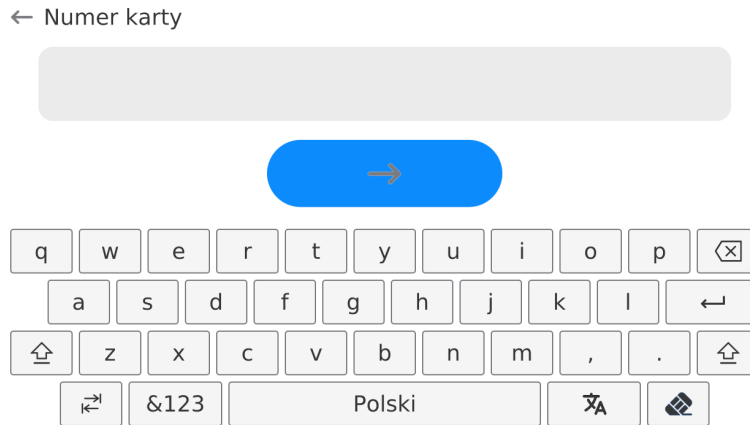 Numer karty
q w e r t y u i o p
a s d f g h j k l
z x c v b n m , .
&123 Polski